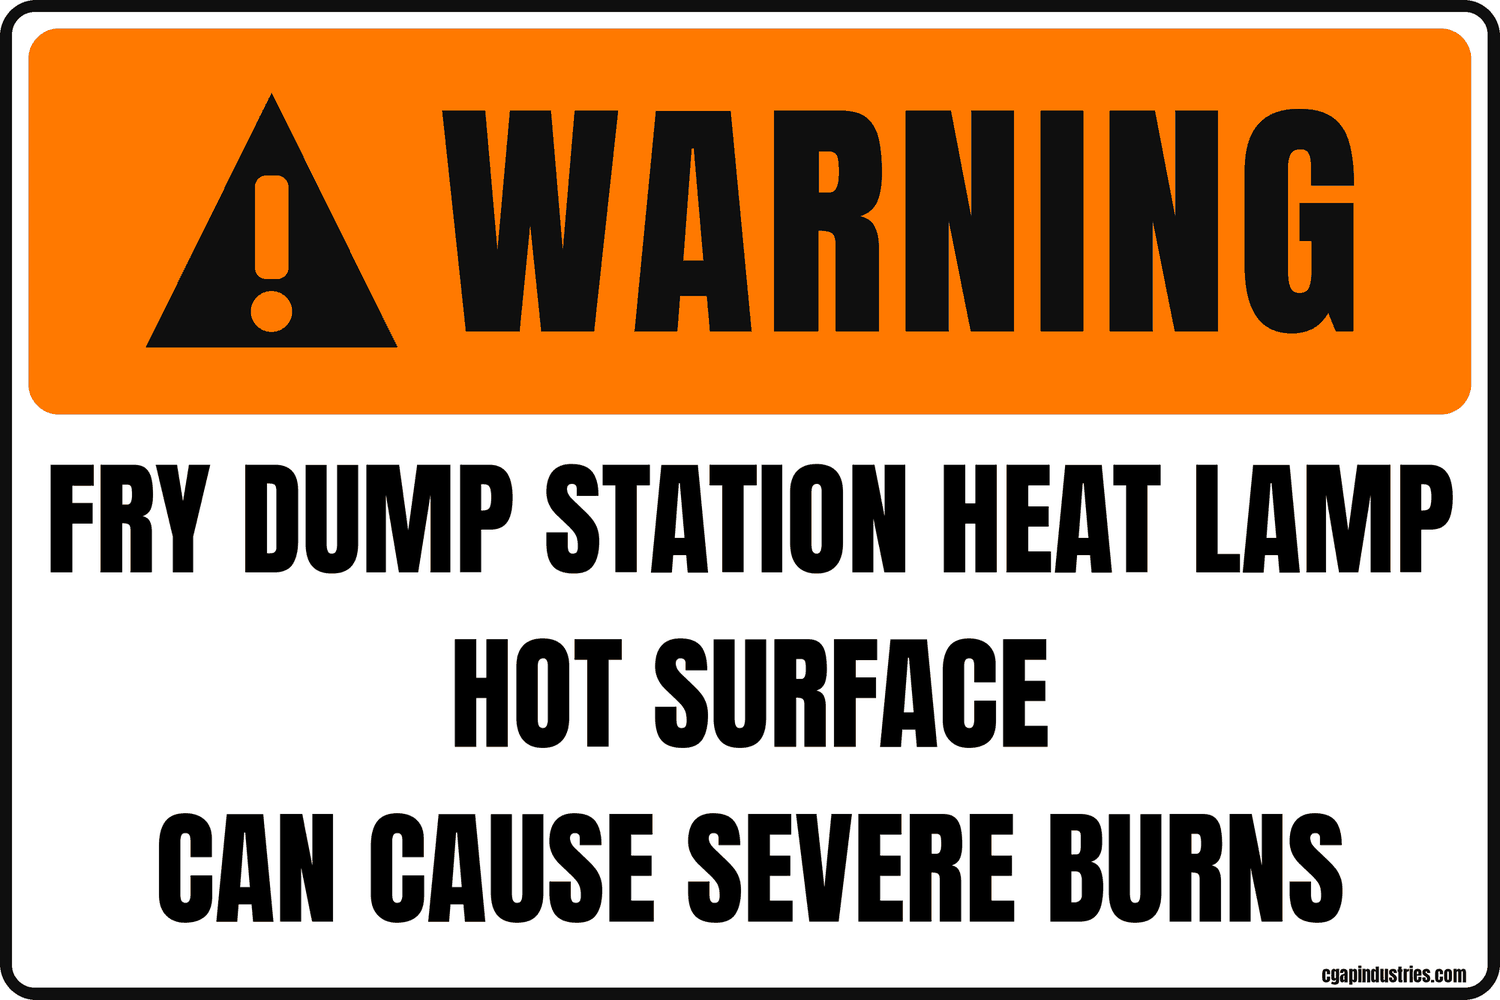 WARNING
FRY DUMP STATION HEAT LAMP
HOT SURFACE
CAN CAUSE SEVERE BURNS
cgapindustries.com